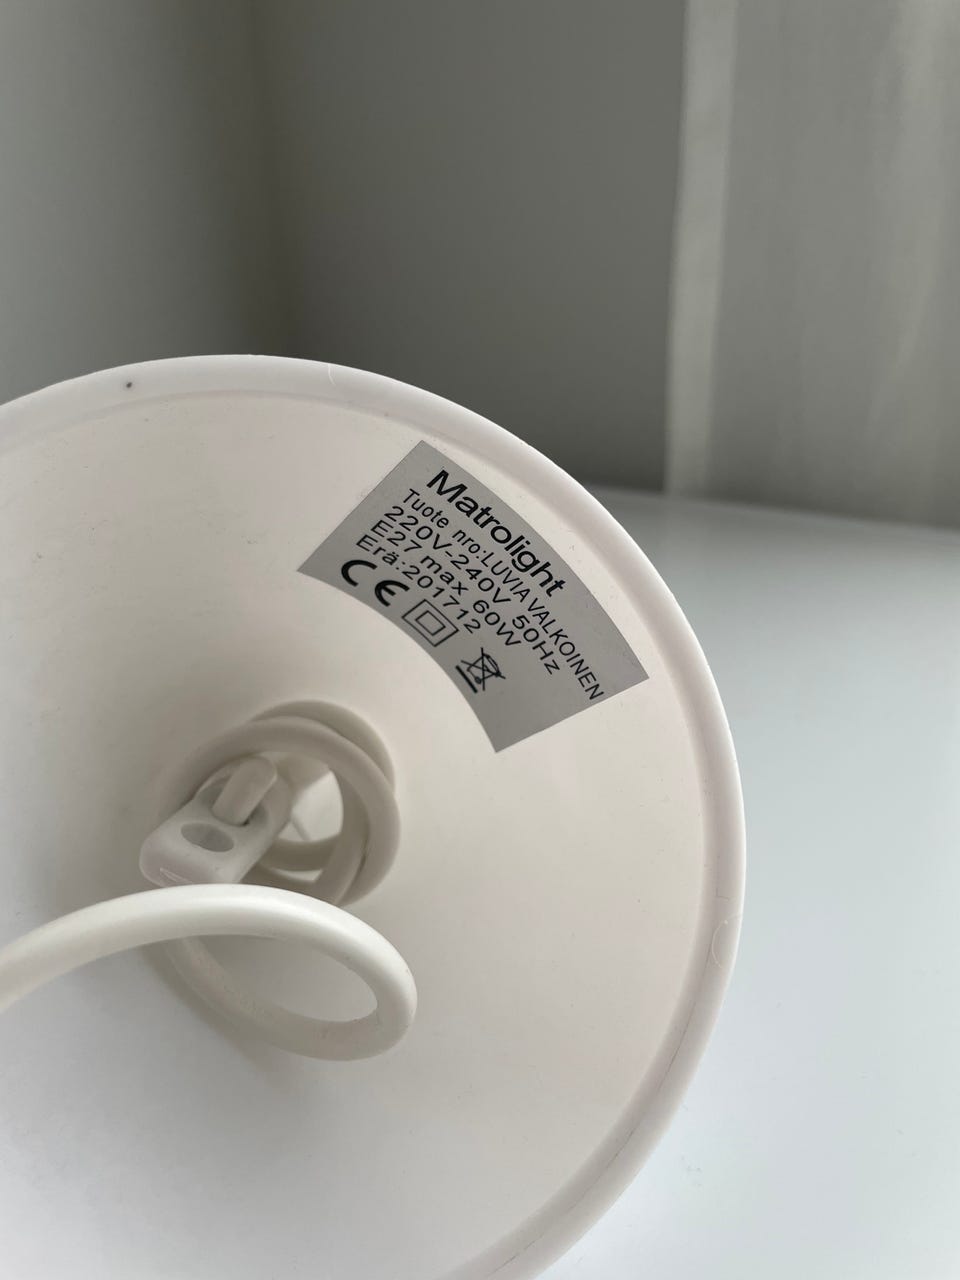 Matrolight
Tuote nro:LUVIA VALKOINEN
220V-240V 50Hz
E27 max 60W
Erä:201712
CE